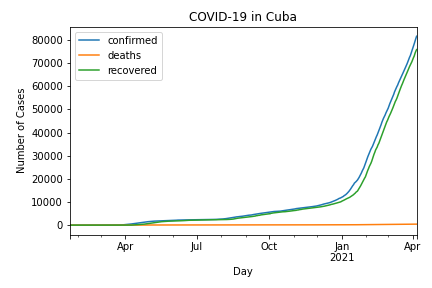 COVID-19 in Cuba
confirmed
deaths
recovered
Number of Cases
80000
70000
60000
50000
40000
30000
20000
10000
0
Apr Jul Oct Jan Apr
2021
Day